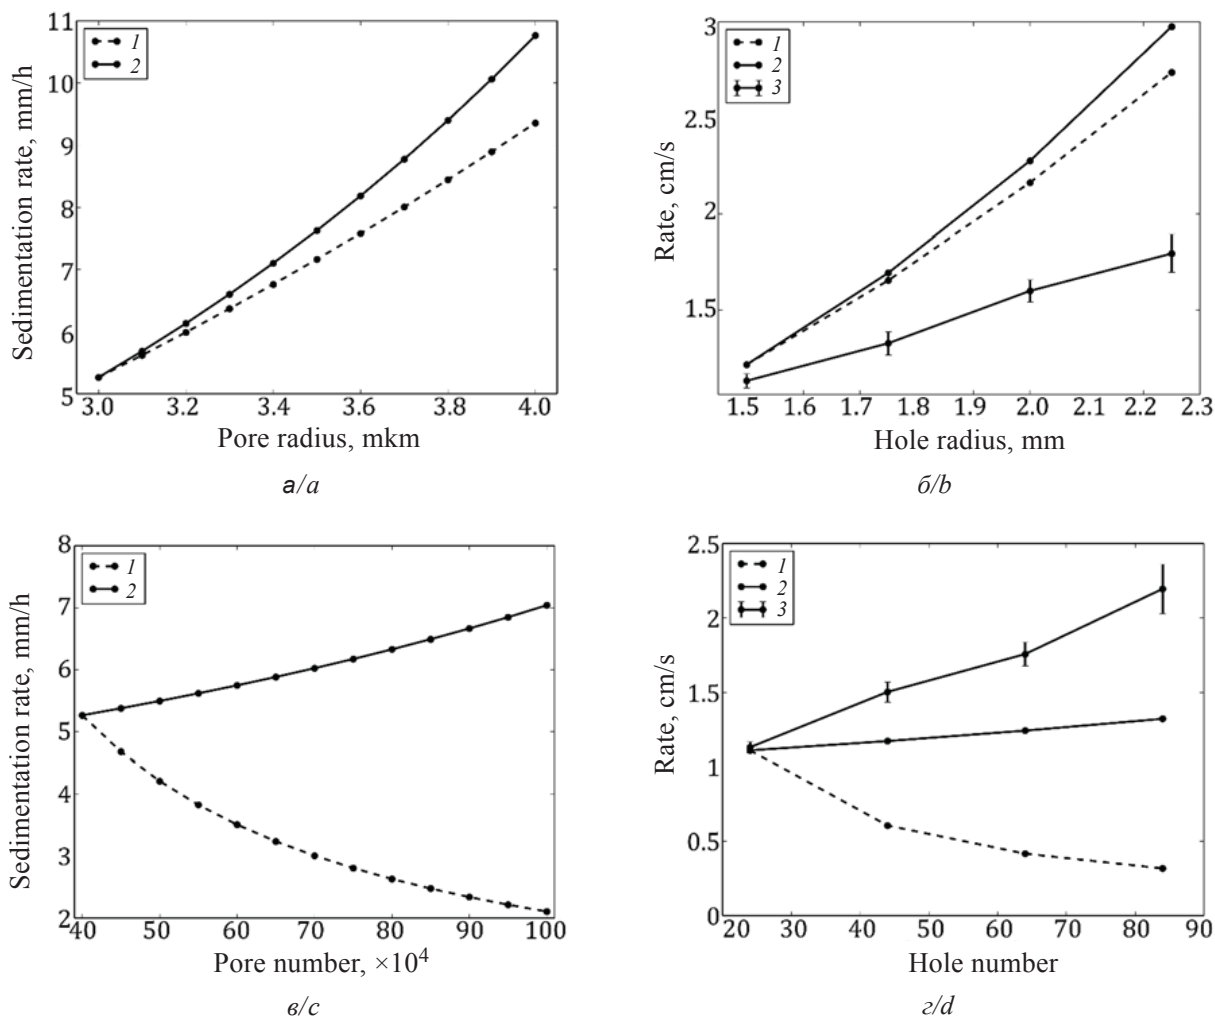 11
10
9
8
7
6
5
Sedimentation rate, mm/h
1
2
3.0 3.2 3.4 3.6 3.8 4.0
Pore radius, mkm
а/a
3
2.5
2
1.5
Rate, cm/s
1
2
3
1.5 1.6 1.7 1.8 1.9 2.0 2.1 2.2 2.3
Hole radius, mm
б/b
8
7
6
5
4
3
2
Sedimentation rate, mm/h
1
2
40 50 60 70 80 90 100
Pore number, ×10⁴
в/c
2.5
2
1.5
1
0.5
0
Rate, cm/s
1
2
3
20 30 40 50 60 70 80 90
Hole number
г/d